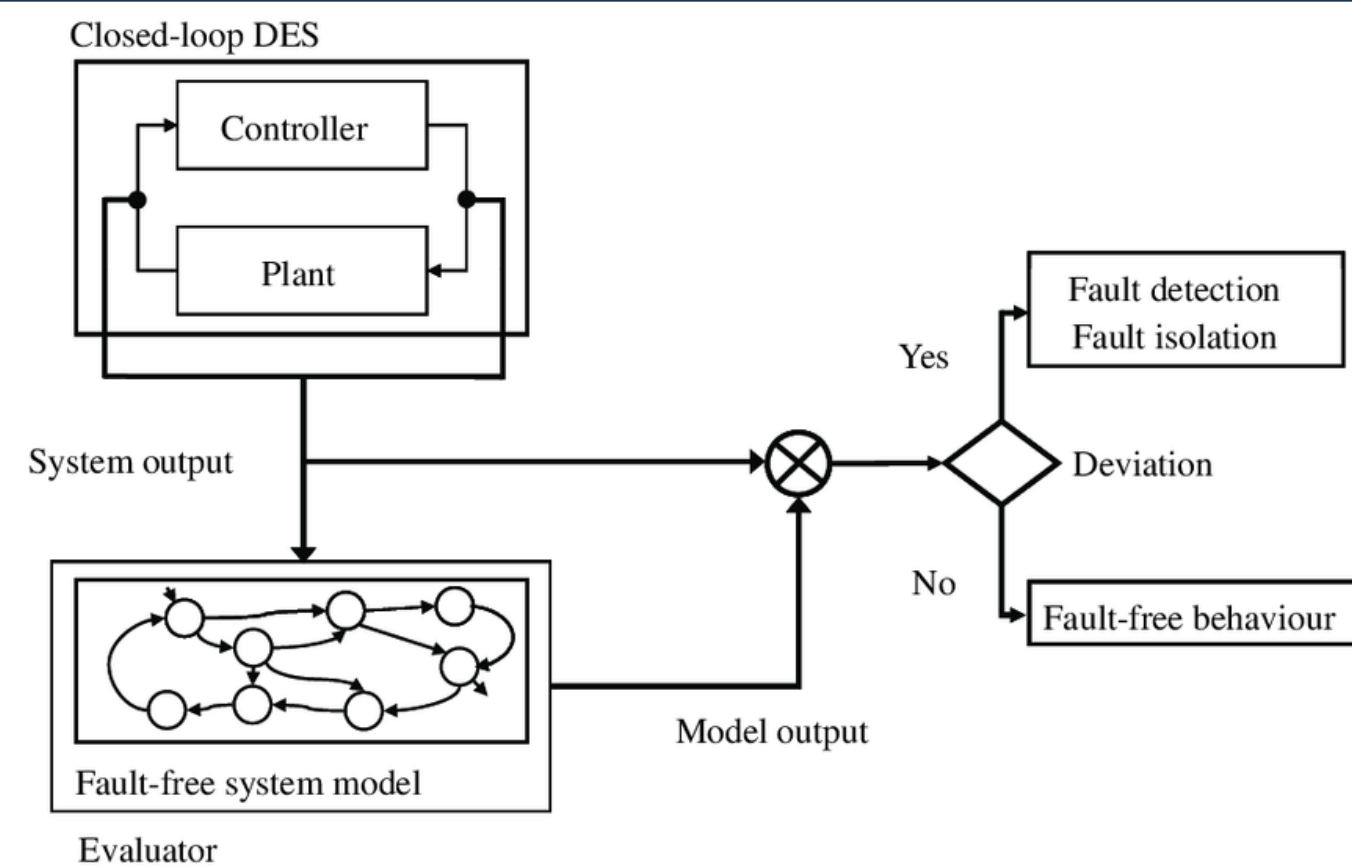 Closed-loop DES
Controller
Plant
Fault detection
Fault isolation
Yes
System output
Deviation
No
Fault-free behaviour
Model output
Fault-free system model
Evaluator